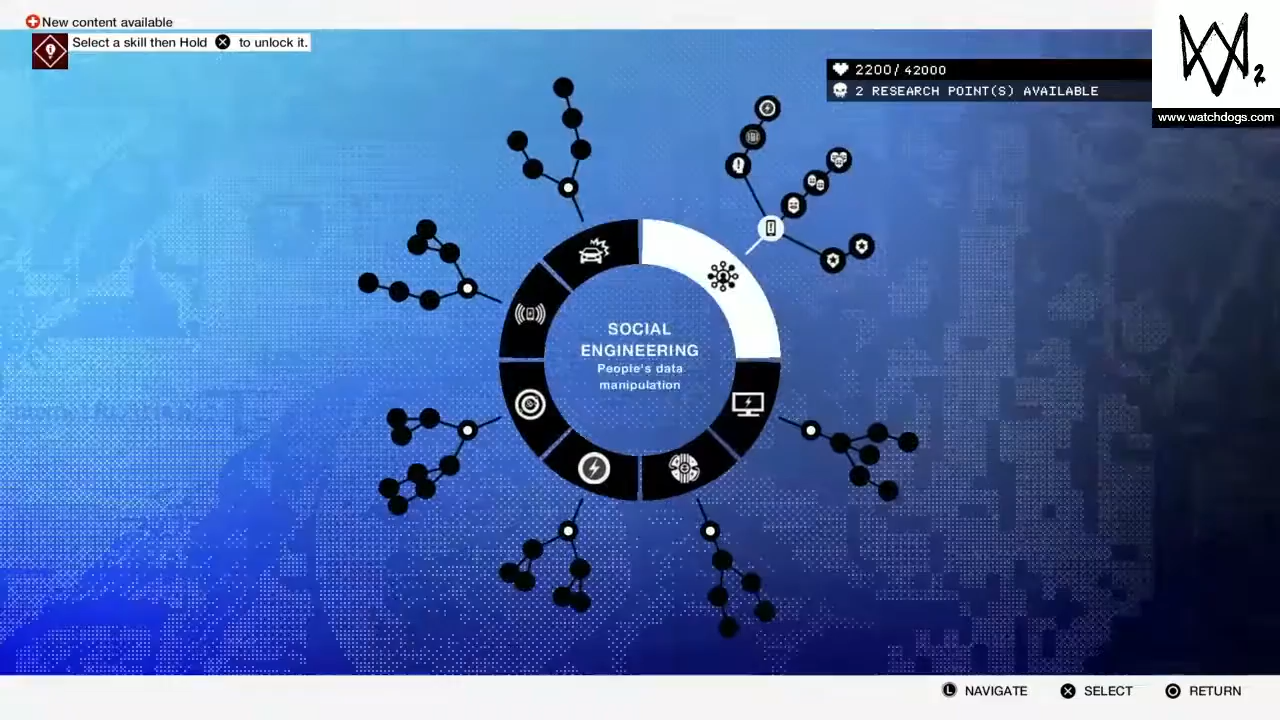 New content available
Select a skill then Hold to unlock it.
2200/ 42000
2 RESEARCH POINT(S) AVAILABLE
2
www.watchdogs.com
SOCIAL
ENGINEERING
People's data
manipulation
L NAVIGATE
SELECT
RETURN